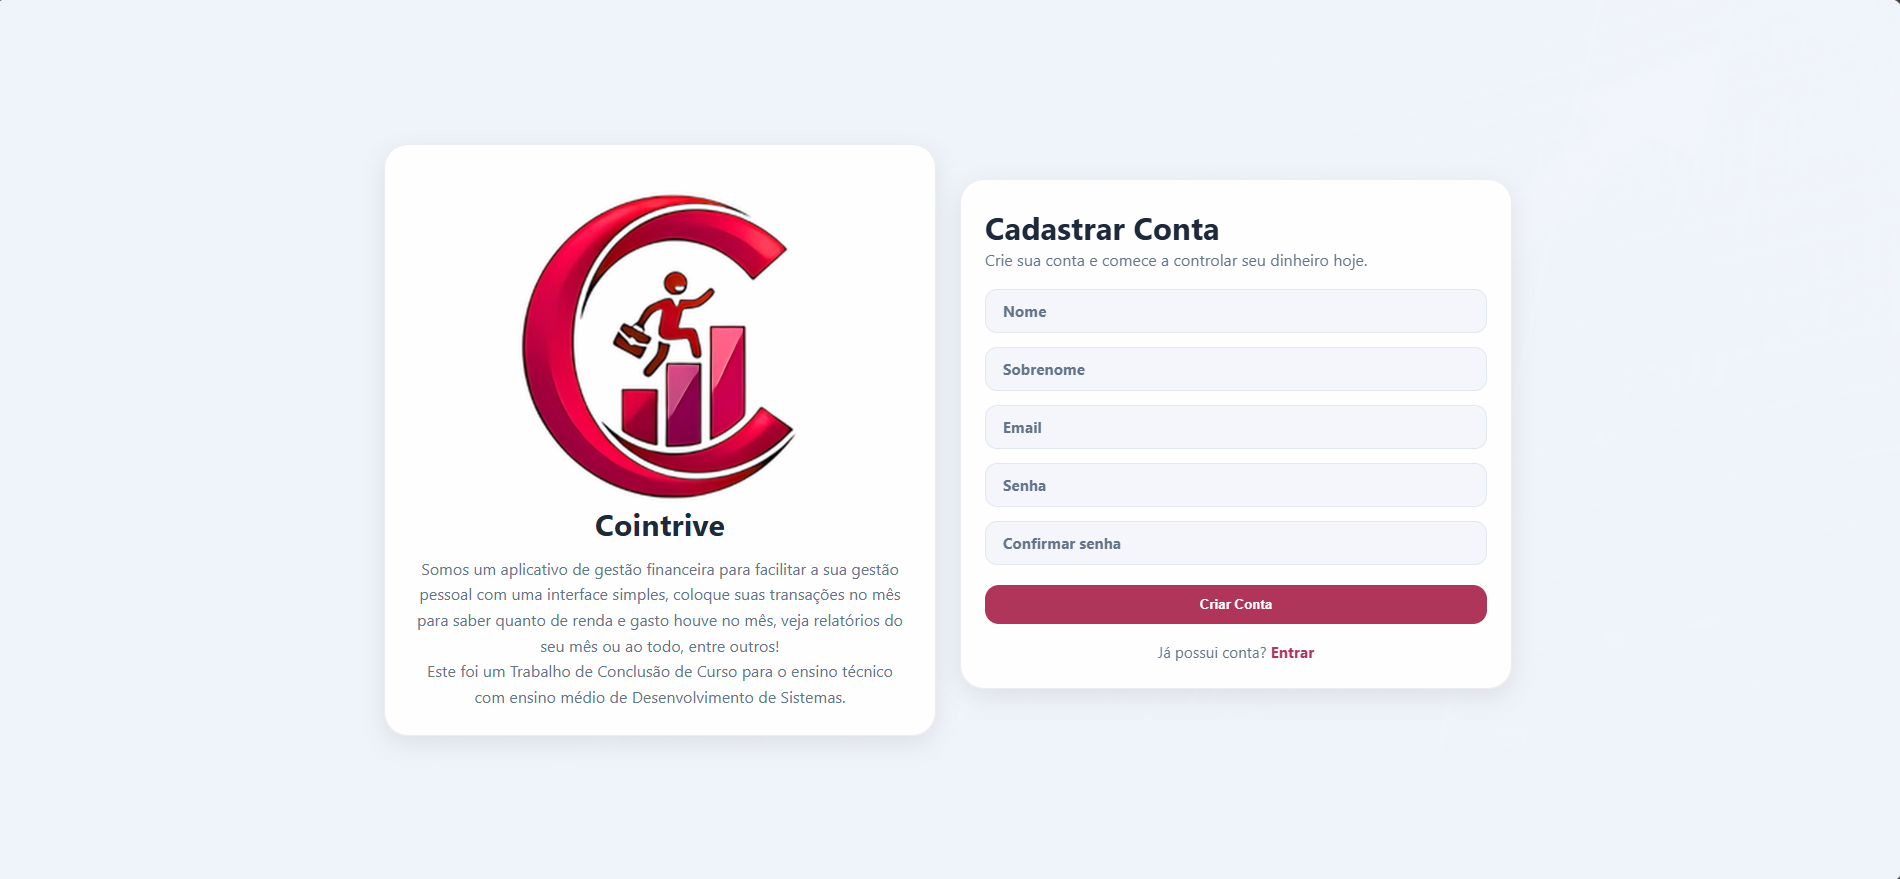 Cointrive
Somos um aplicativo de gestão financeira para facilitar a sua gestão
pessoal com uma interface simples, coloque suas transações no mês
para saber quanto de renda e gasto houve no mês, veja relatórios do
seu mês ou ao todo, entre outros!
Este foi um Trabalho de Conclusão de Curso para o ensino técnico
com ensino médio de Desenvolvimento de Sistemas.
Cadastrar Conta
Crie sua conta e comece a controlar seu dinheiro hoje.
Nome
Sobrenome
Email
Senha
Confirmar senha
Criar Conta
Já possui conta? Entrar